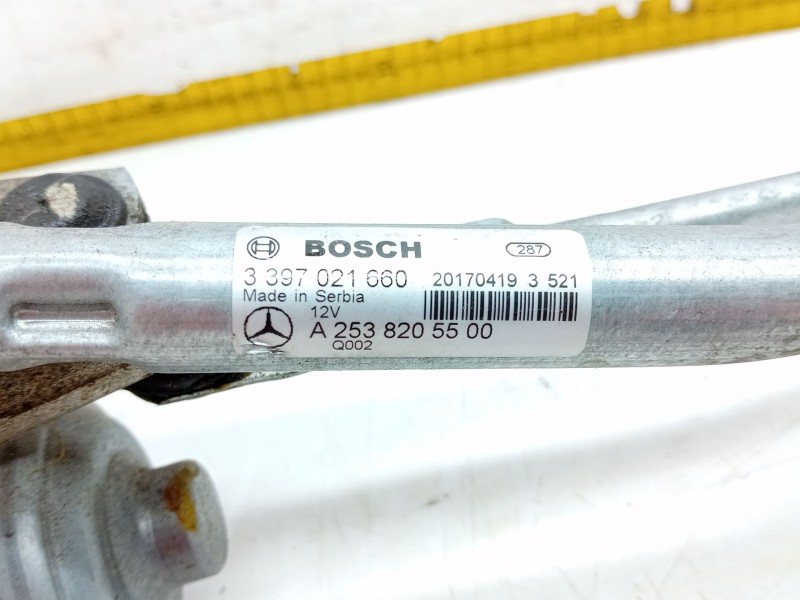 BOSCH 287
3 397 021 660 20170419 3 521
Made in Serbia
12V
A 253 820 55 00
Q002